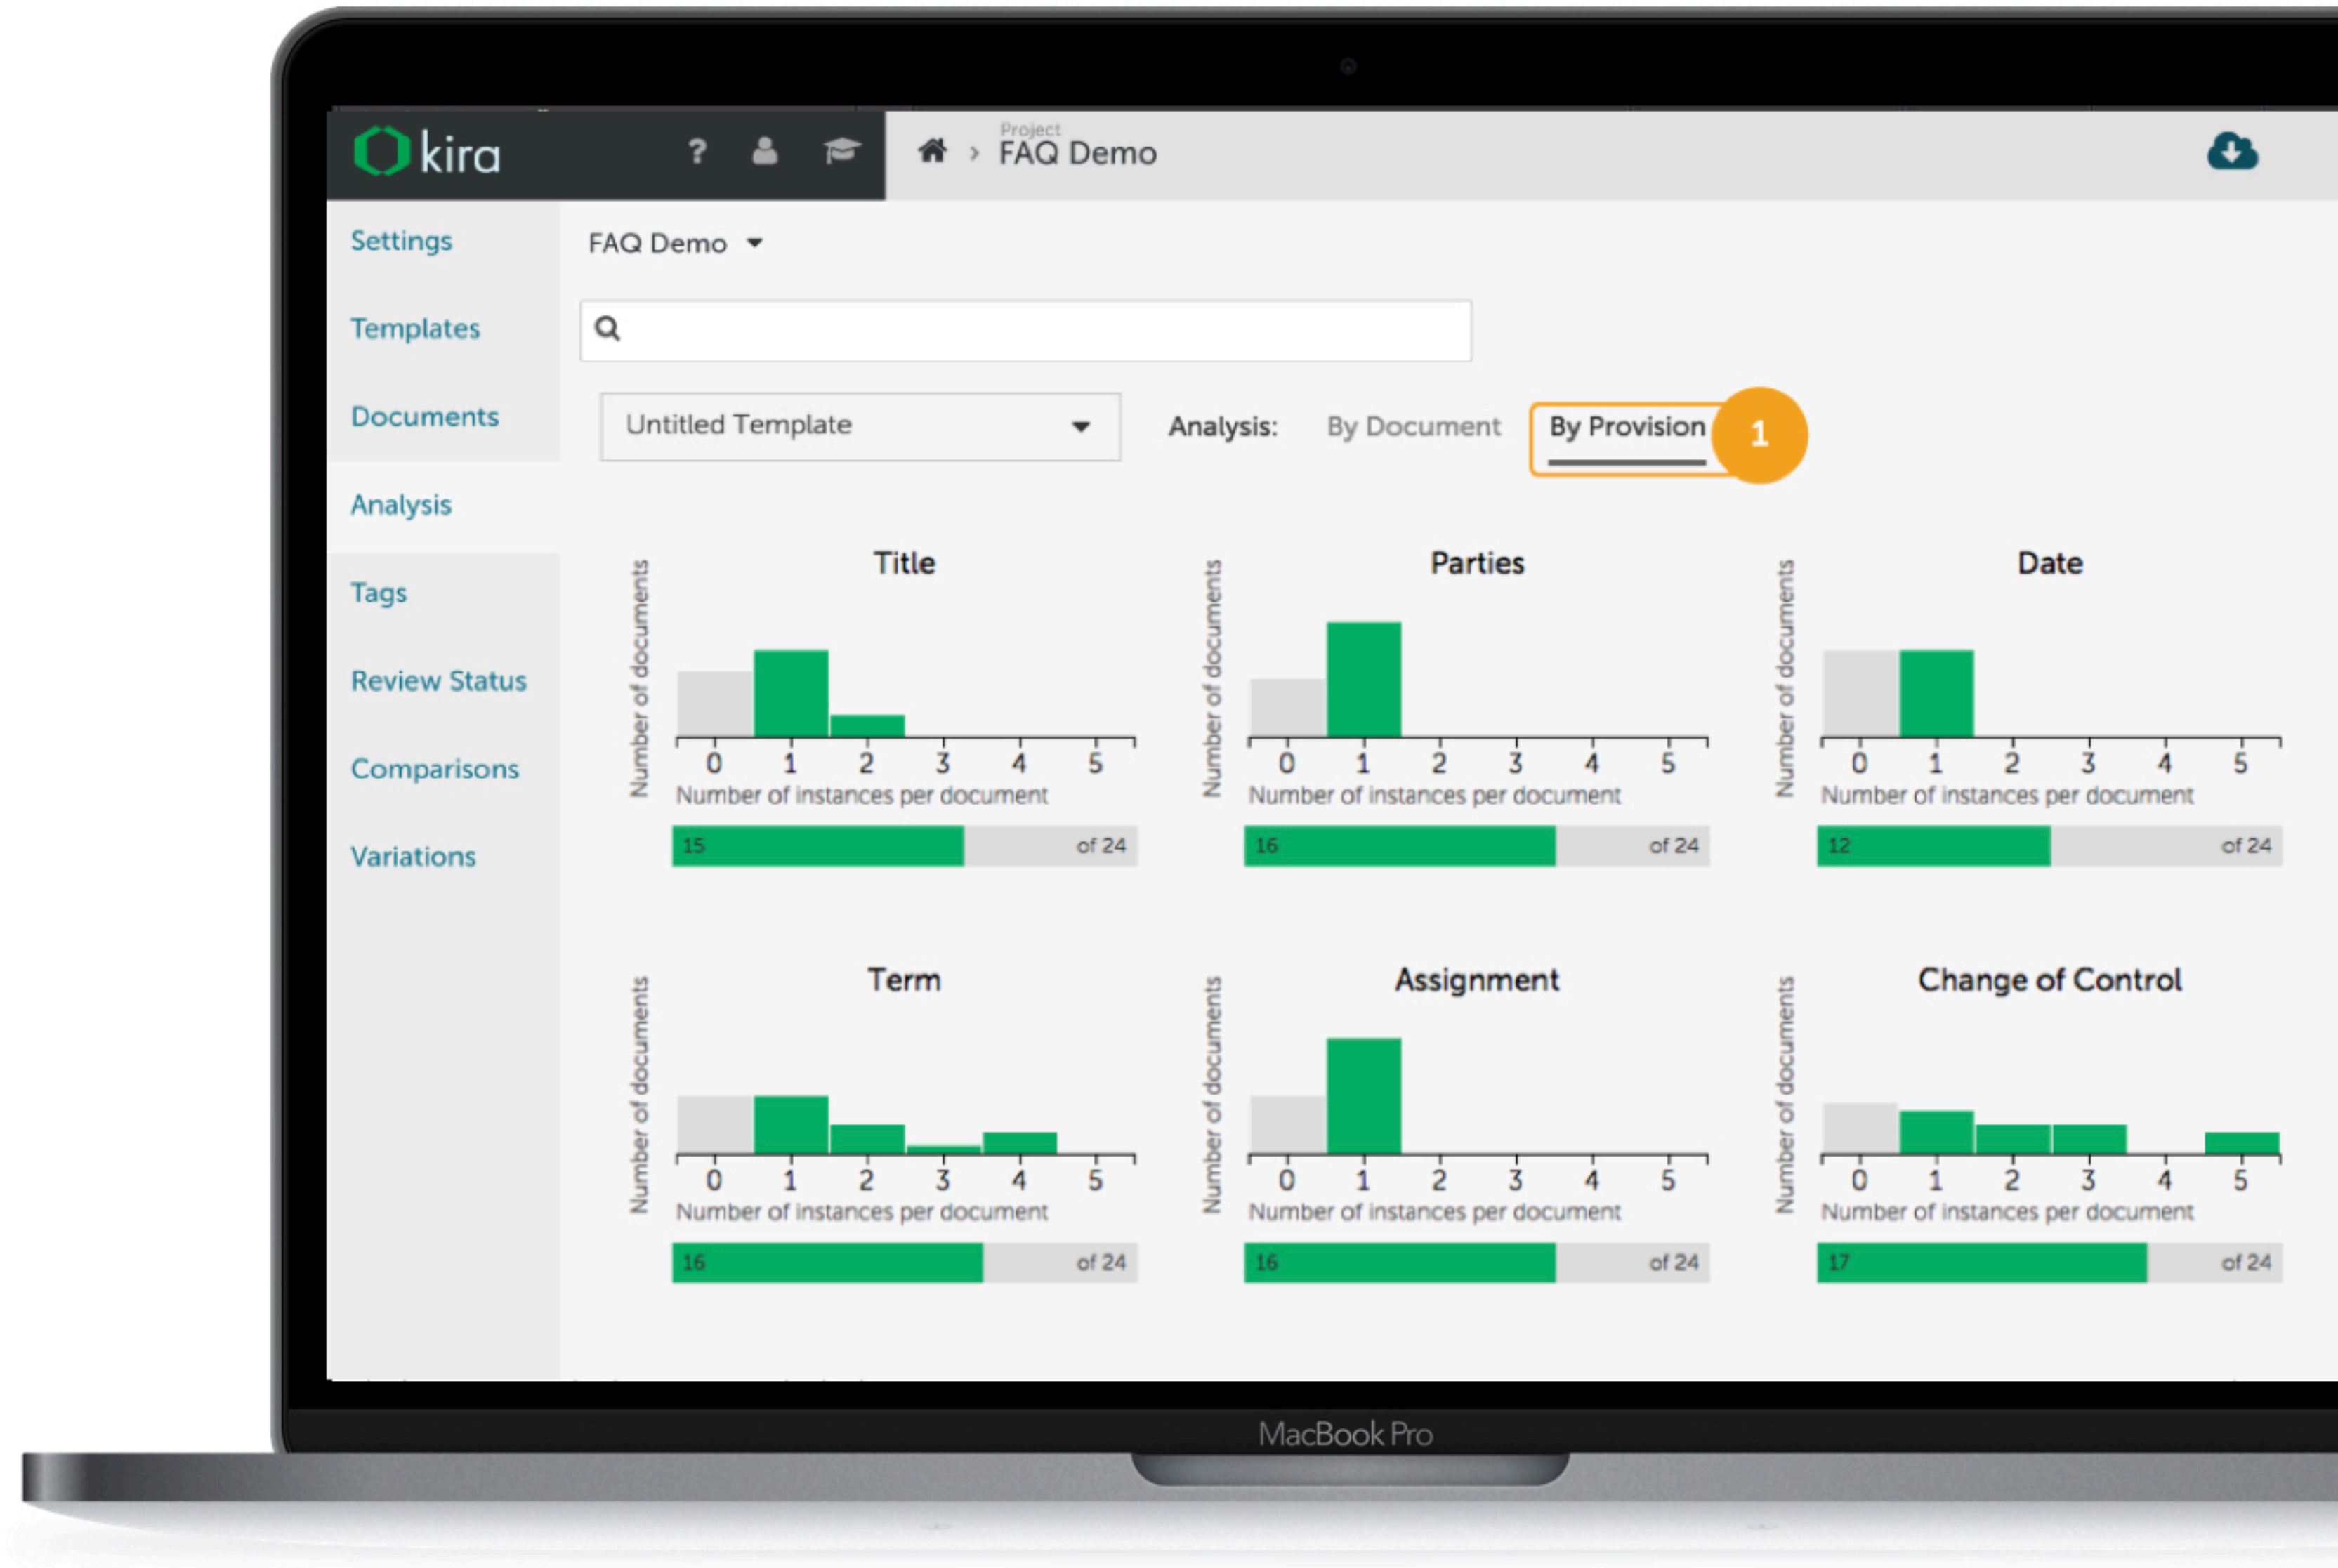 kira
?
Project
FAQ Demo
Settings
Templates
Documents
Analysis
Tags
Review Status
Comparisons
Variations
FAQ Demo
Untitled Template
Analysis: By Document By Provision 1
Title
Number of documents
0 1 2 3 4 5
Number of instances per document
15 of 24
Parties
Number of documents
0 1 2 3 4 5
Number of instances per document
16 of 24
Date
Number of documents
0 1 2 3 4 5
Number of instances per document
12 of 24
Term
Number of documents
0 1 2 3 4 5
Number of instances per document
16 of 24
Assignment
Number of documents
0 1 2 3 4 5
Number of instances per document
16 of 24
Change of Control
Number of documents
0 1 2 3 4 5
Number of instances per document
17 of 24
MacBook Pro